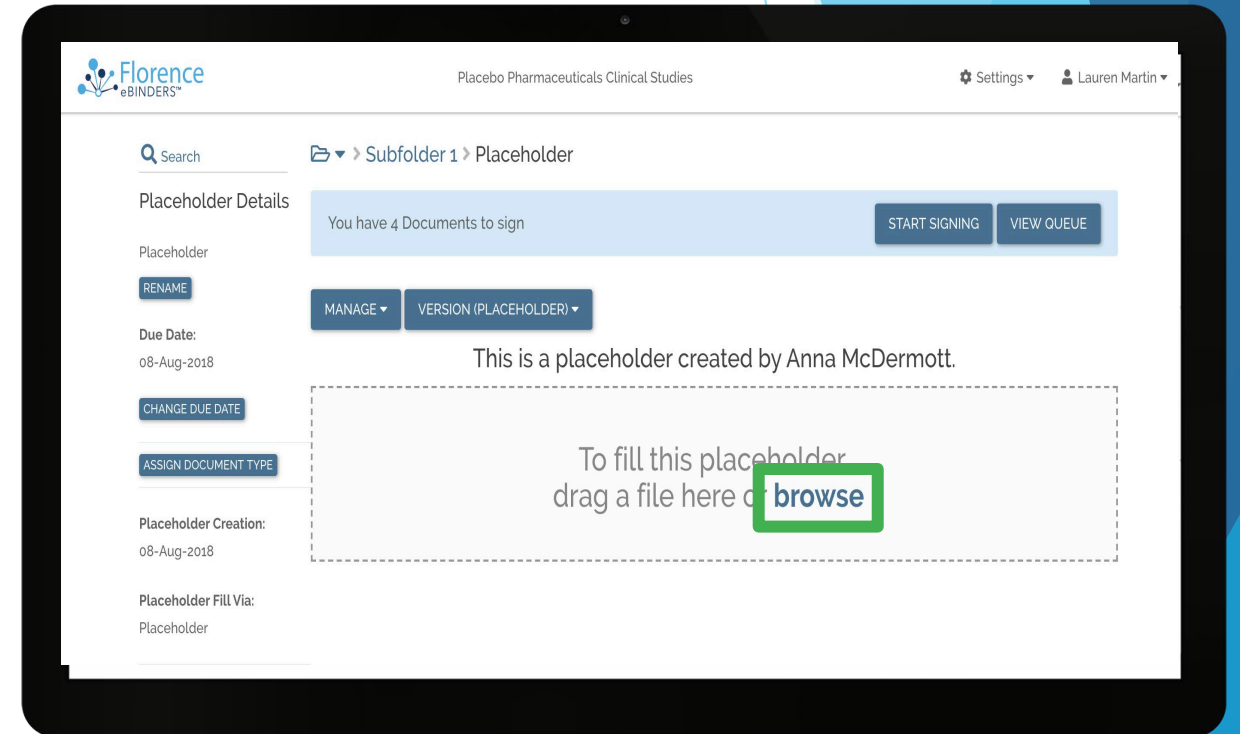 Florence
eBINDERS™
Placebo Pharmaceuticals Clinical Studies
Settings
Lauren Martin
Search
Subfolder 1 > Placeholder
Placeholder Details
You have 4 Documents to sign
START SIGNING
VIEW QUEUE
Placeholder
RENAME
MANAGE
VERSION (PLACEHOLDER)
Due Date:
08-Aug-2018
This is a placeholder created by Anna McDermott.
CHANGE DUE DATE
ASSIGN DOCUMENT TYPE
To fill this placeholder
drag a file here or browse
Placeholder Creation:
08-Aug-2018
Placeholder Fill Via:
Placeholder